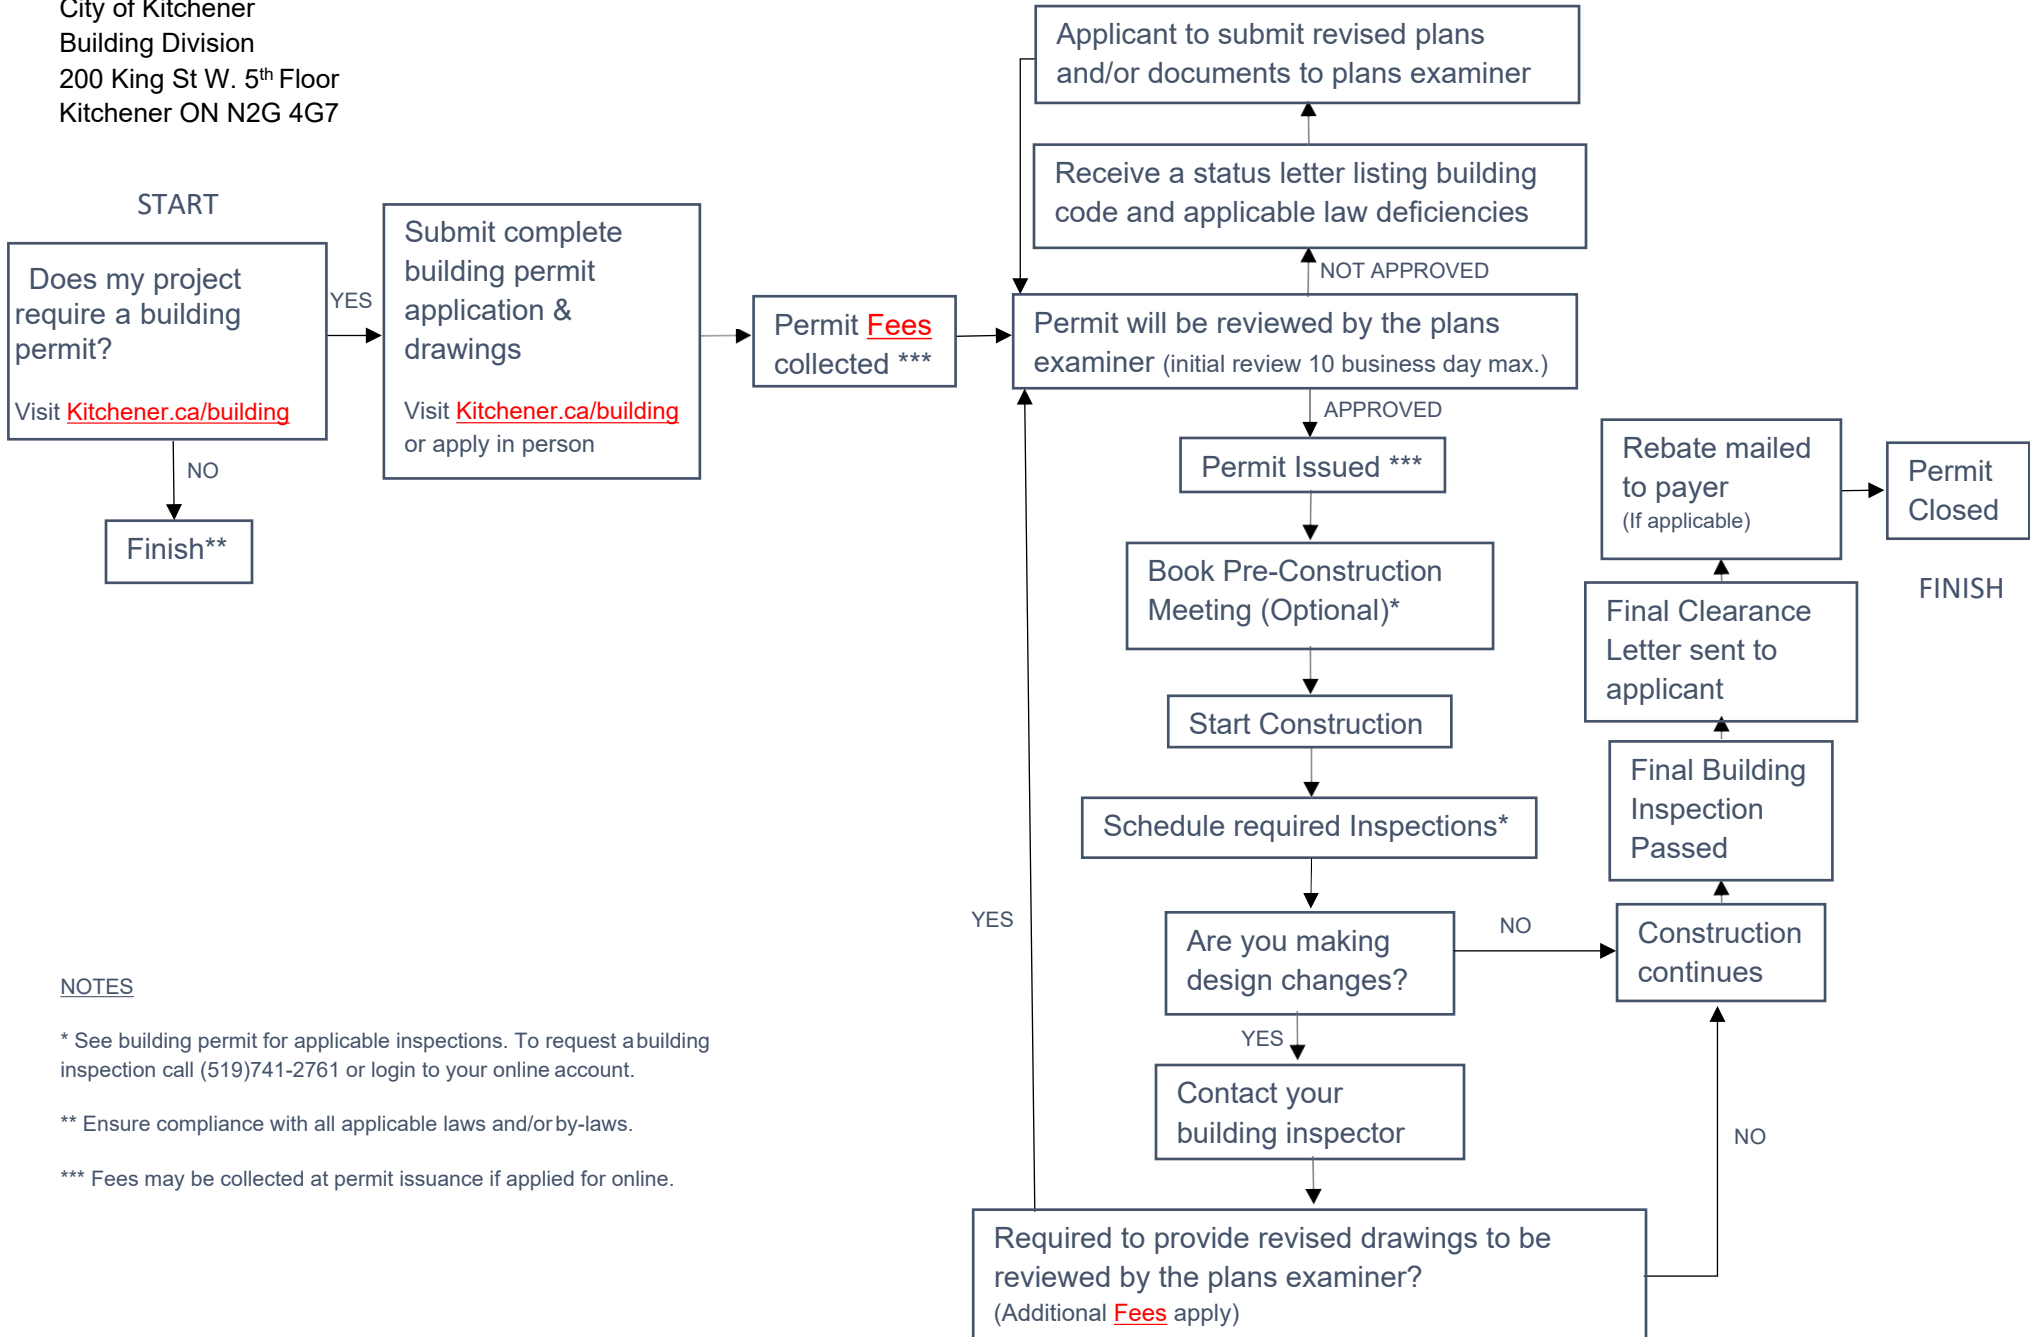 City of Kitchener
Building Division
200 King St W. 5th Floor
Kitchener ON N2G 4G7
START
Does my project
require a building
permit?
Visit Kitchener.ca/building
YES
NO
Finish**
Submit complete
building permit
application &
drawings
Visit Kitchener.ca/building
or apply in person
Permit Fees
collected ***
Applicant to submit revised plans
and/or documents to plans examiner
Receive a status letter listing building
code and applicable law deficiencies
NOT APPROVED
Permit will be reviewed by the plans
examiner (initial review 10 business day max.)
APPROVED
Permit Issued ***
Book Pre-Construction
Meeting (Optional)*
Start Construction
Schedule required Inspections*
Are you making
design changes?
NO
YES
Contact your
building inspector
Required to provide revised drawings to be
reviewed by the plans examiner?
(Additional Fees apply)
YES
NO
Construction
continues
Final Building
Inspection
Passed
Final Clearance
Letter sent to
applicant
Rebate mailed
to payer
(If applicable)
Permit
Closed
FINISH
NOTES
* See building permit for applicable inspections. To request a building
inspection call (519)741-2761 or login to your online account.
** Ensure compliance with all applicable laws and/or by-laws.
*** Fees may be collected at permit issuance if applied for online.